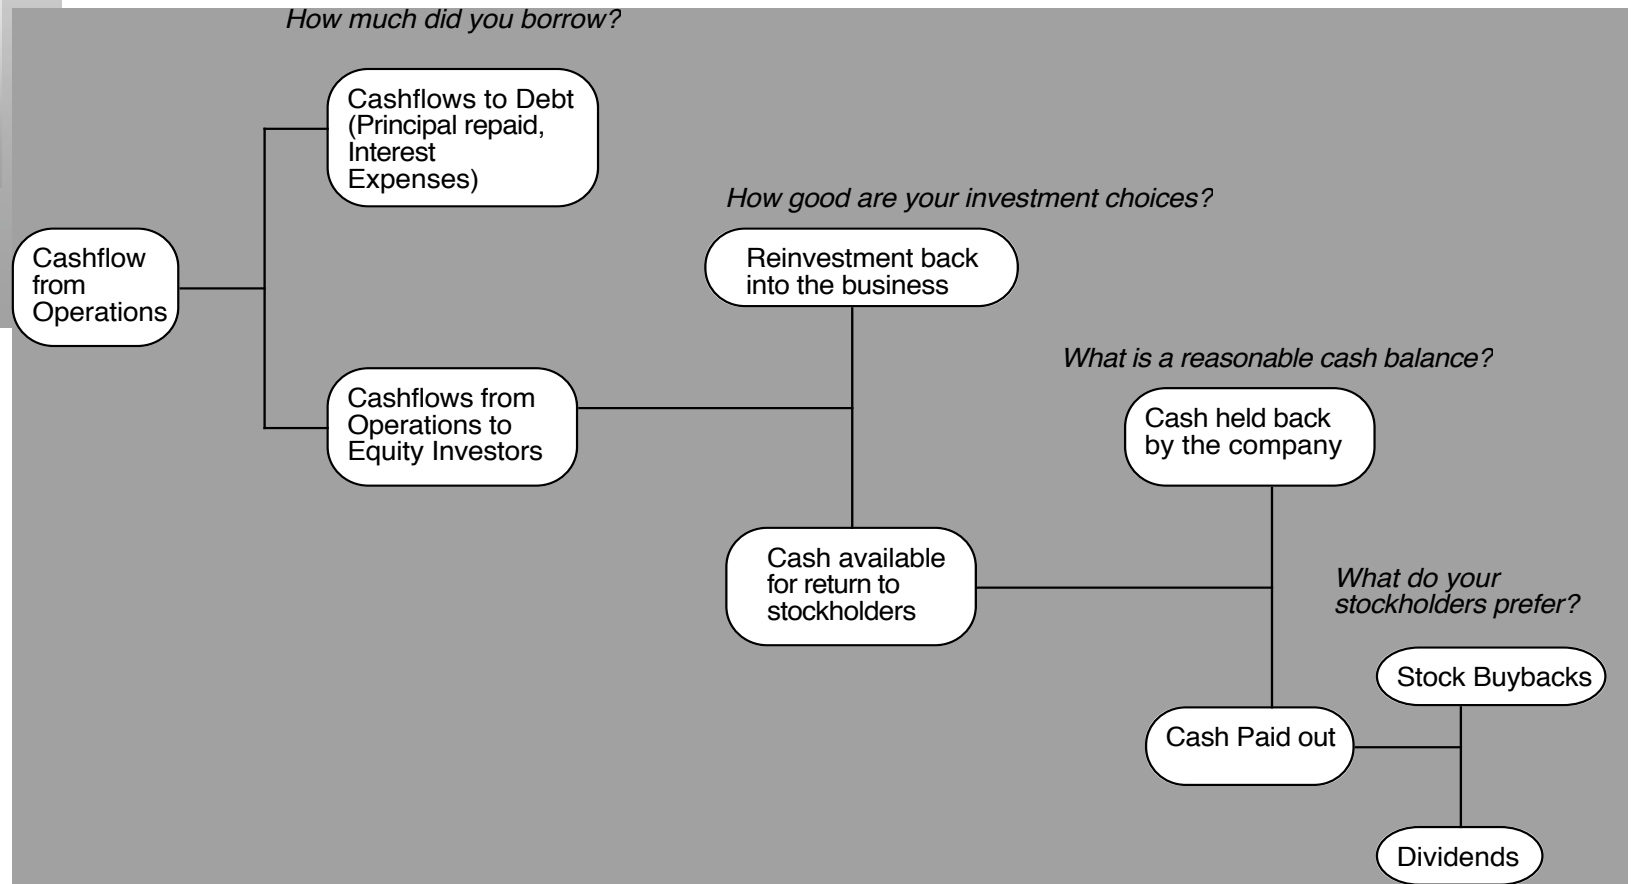 How much did you borrow?
Cashflows to Debt
(Principal repaid,
Interest
Expenses)
How good are your investment choices?
Cashflow
from
Operations
Reinvestment back
into the business
What is a reasonable cash balance?
Cashflows from
Operations to
Equity Investors
Cash held back
by the company
Cash available
for return to
stockholders
What do your
stockholders prefer?
Stock Buybacks
Cash Paid out
Dividends